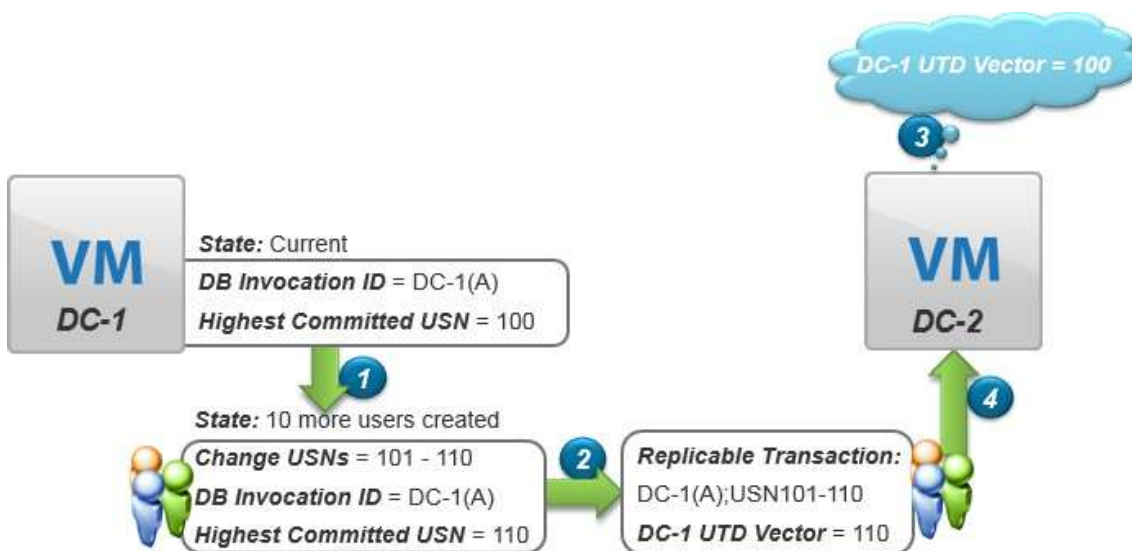 DC-1 UTD Vector = 100
3
VM
DC-1
State: Current
DB Invocation ID = DC-1(A)
Highest Committed USN = 100
VM
DC-2
1
State: 10 more users created
Change USNs = 101 - 110
DB Invocation ID = DC-1(A)
Highest Committed USN = 110
2
Replicable Transaction:
DC-1(A);USN101-110
DC-1 UTD Vector = 110
4